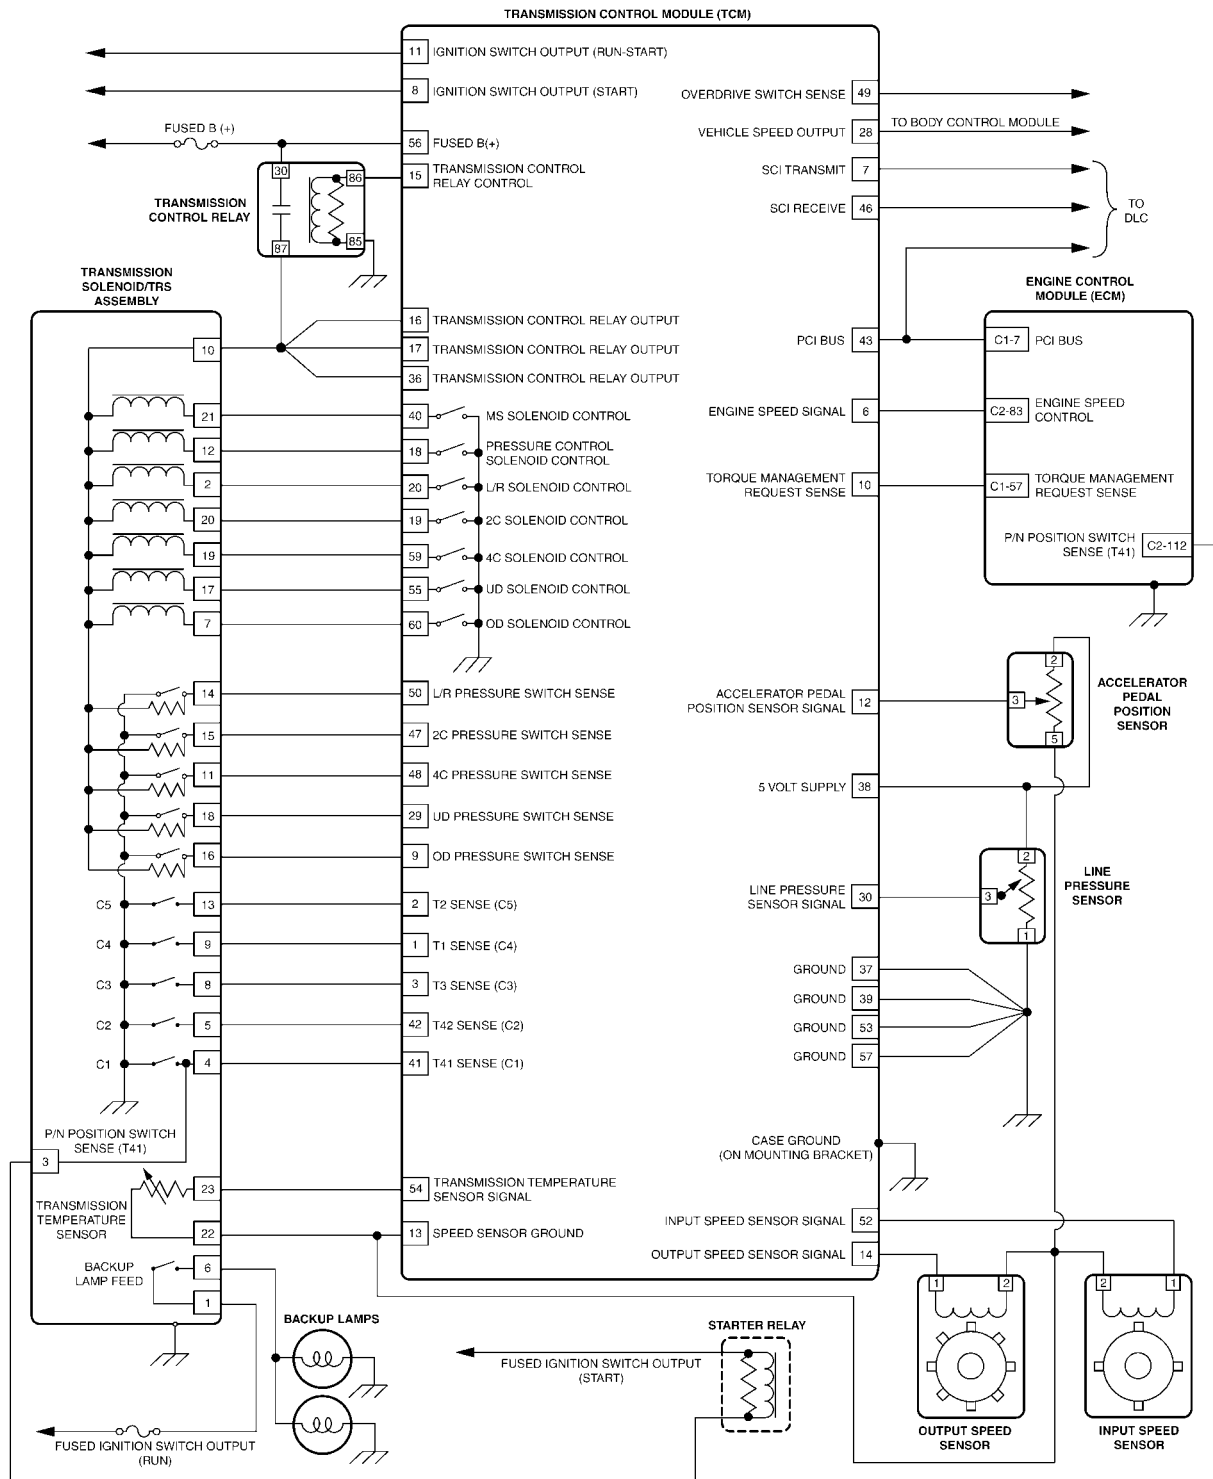 TRANSMISSION CONTROL MODULE (TCM)
11 IGNITION SWITCH OUTPUT (RUN-START)
8 IGNITION SWITCH OUTPUT (START)
FUSED B (+)
56 FUSED B(+)
15 TRANSMISSION CONTROL
RELAY CONTROL
30
86
85
87
TRANSMISSION
CONTROL RELAY
OVERDRIVE SWITCH SENSE 49
VEHICLE SPEED OUTPUT 28 TO BODY CONTROL MODULE
SCI TRANSMIT 7
SCI RECEIVE 46
TO
DLC
TRANSMISSION
SOLENOID/TRS
ASSEMBLY
ENGINE CONTROL
MODULE (ECM)
16 TRANSMISSION CONTROL RELAY OUTPUT
10 17 TRANSMISSION CONTROL RELAY OUTPUT
36 TRANSMISSION CONTROL RELAY OUTPUT
PCI BUS 43 C1-7 PCI BUS
21 40 MS SOLENOID CONTROL
12 18 PRESSURE CONTROL
SOLENOID CONTROL
2 20 L/R SOLENOID CONTROL
20 19 2C SOLENOID CONTROL
19 59 4C SOLENOID CONTROL
17 55 UD SOLENOID CONTROL
7 60 OD SOLENOID CONTROL
ENGINE SPEED SIGNAL 6 C2-83 ENGINE SPEED
CONTROL
TORQUE MANAGEMENT
REQUEST SENSE 10 C1-57 TORQUE MANAGEMENT
REQUEST SENSE
P/N POSITION SWITCH
SENSE (T41) C2-112
14 50 L/R PRESSURE SWITCH SENSE
15 47 2C PRESSURE SWITCH SENSE
11 48 4C PRESSURE SWITCH SENSE
18 29 UD PRESSURE SWITCH SENSE
16 9 OD PRESSURE SWITCH SENSE
ACCELERATOR PEDAL
POSITION SENSOR SIGNAL 12
2
3
5
ACCELERATOR
PEDAL
POSITION
SENSOR
5 VOLT SUPPLY 38
LINE PRESSURE
SENSOR SIGNAL 30
2
3
1
LINE
PRESSURE
SENSOR
C5 13 2 T2 SENSE (C5)
C4 9 1 T1 SENSE (C4)
C3 8 3 T3 SENSE (C3)
C2 5 42 T42 SENSE (C2)
C1 4 41 T41 SENSE (C1)
GROUND 37
GROUND 39
GROUND 53
GROUND 57
P/N POSITION SWITCH
SENSE (T41)
3
CASE GROUND
(ON MOUNTING BRACKET)
TRANSMISSION
TEMPERATURE
SENSOR
23 54 TRANSMISSION TEMPERATURE
SENSOR SIGNAL
22 13 SPEED SENSOR GROUND
INPUT SPEED SENSOR SIGNAL 52
OUTPUT SPEED SENSOR SIGNAL 14
BACKUP
LAMP FEED
6
1
1 2
2 1
BACKUP LAMPS
STARTER RELAY
FUSED IGNITION SWITCH OUTPUT
(START)
FUSED IGNITION SWITCH OUTPUT
(RUN)
OUTPUT SPEED
SENSOR
INPUT SPEED
SENSOR